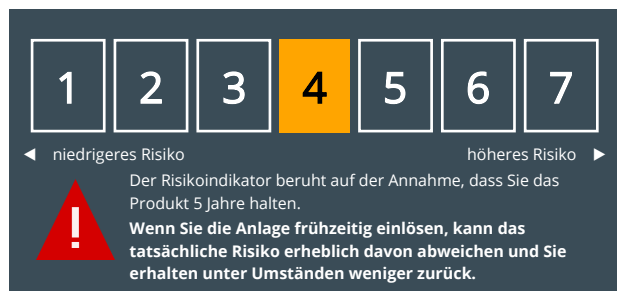 1 2 3 4 5 6 7
◀ niedrigeres Risiko höheres Risiko ▶
Der Risikoindikator beruht auf der Annahme, dass Sie das
Produkt 5 Jahre halten.
Wenn Sie die Anlage frühzeitig einlösen, kann das
tatsächliche Risiko erheblich davon abweichen und Sie
erhalten unter Umständen weniger zurück.
!